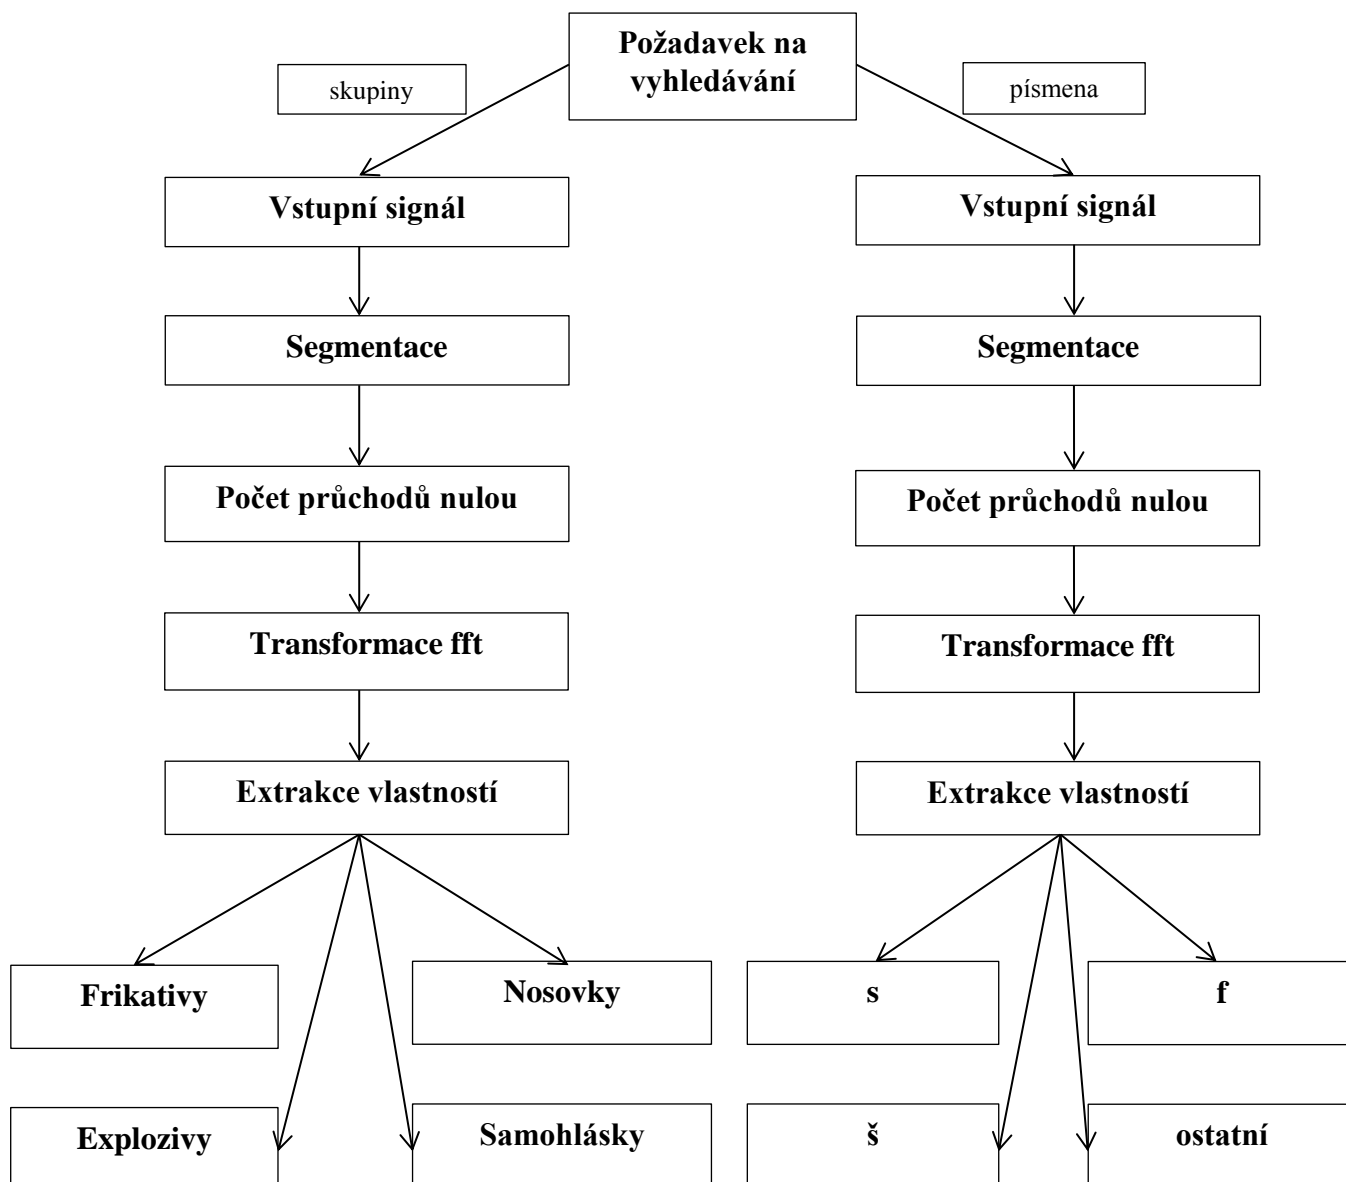 Požadavek na
vyhledávání
skupiny
písmena
Vstupní signál
Vstupní signál
Segmentace
Segmentace
Počet průchodů nulou
Počet průchodů nulou
Transformace fft
Transformace fft
Extrakce vlastností
Extrakce vlastností
Frikativy
Nosovky
s
f
Explozivy
Samohlásky
š
ostatní